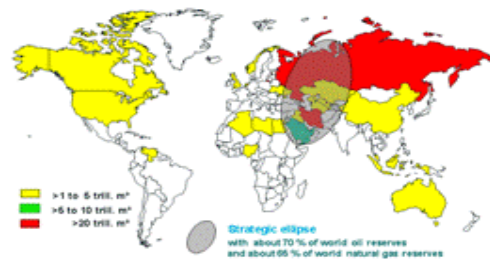 >1 to 5 trill. m³
>5 to 10 trill. m³
>20 trill. m³
Strategic ellipse
with about 70 % of world oil reserves
and about 65 % of world natural gas reserves